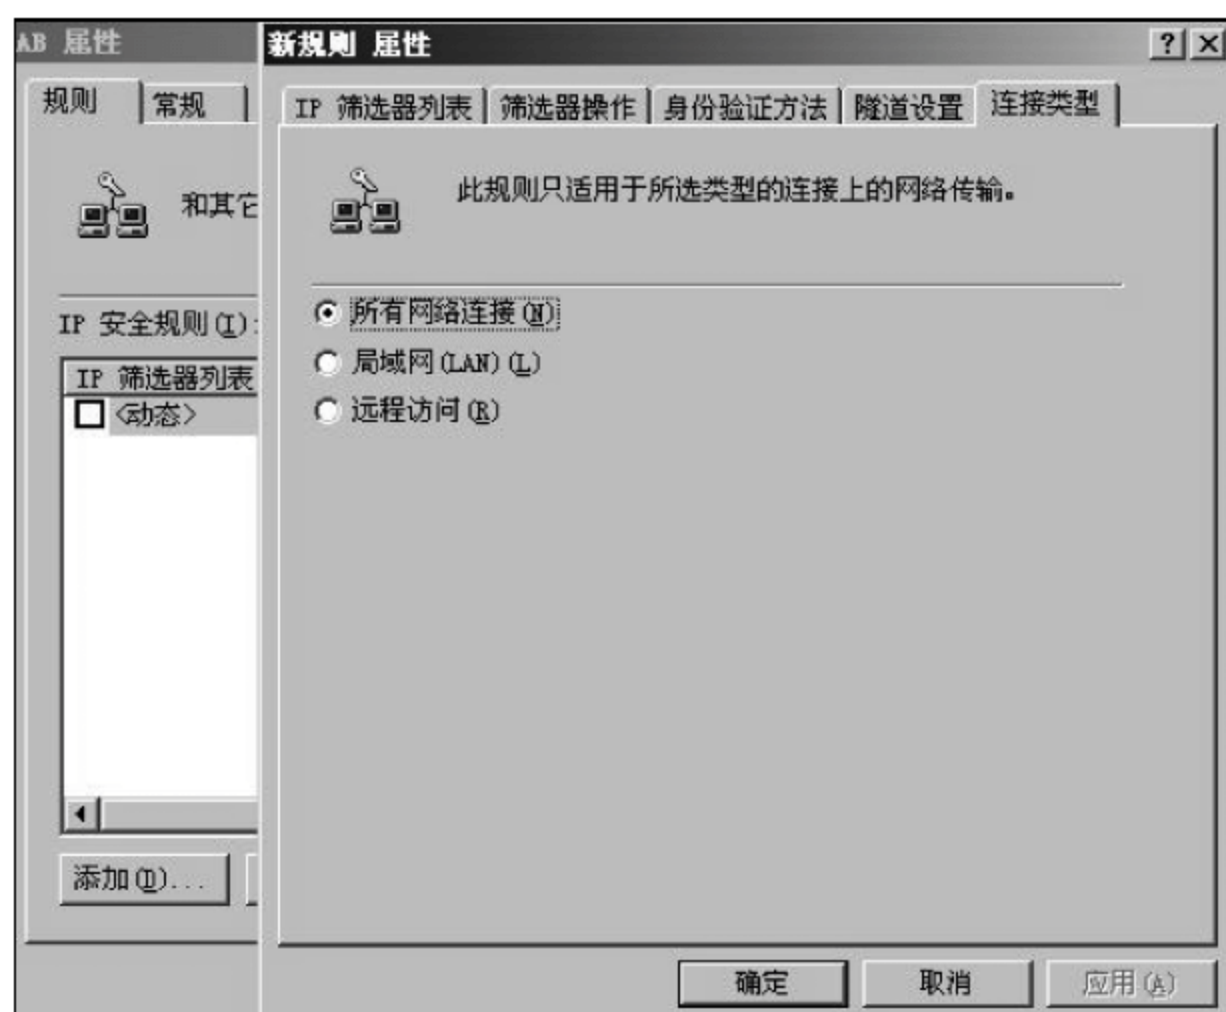 AB 属性
规则
常规
和其它
IP 安全规则(I):
IP 筛选器列表
<动态>
添加(D)...
新规则 属性
IP 筛选器列表
筛选器操作
身份验证方法
隧道设置
连接类型
此规则只适用于所选类型的连接上的网络传输。
所有网络连接(N)
局域网(LAN)(L)
远程访问(R)
确定
取消
应用(A)